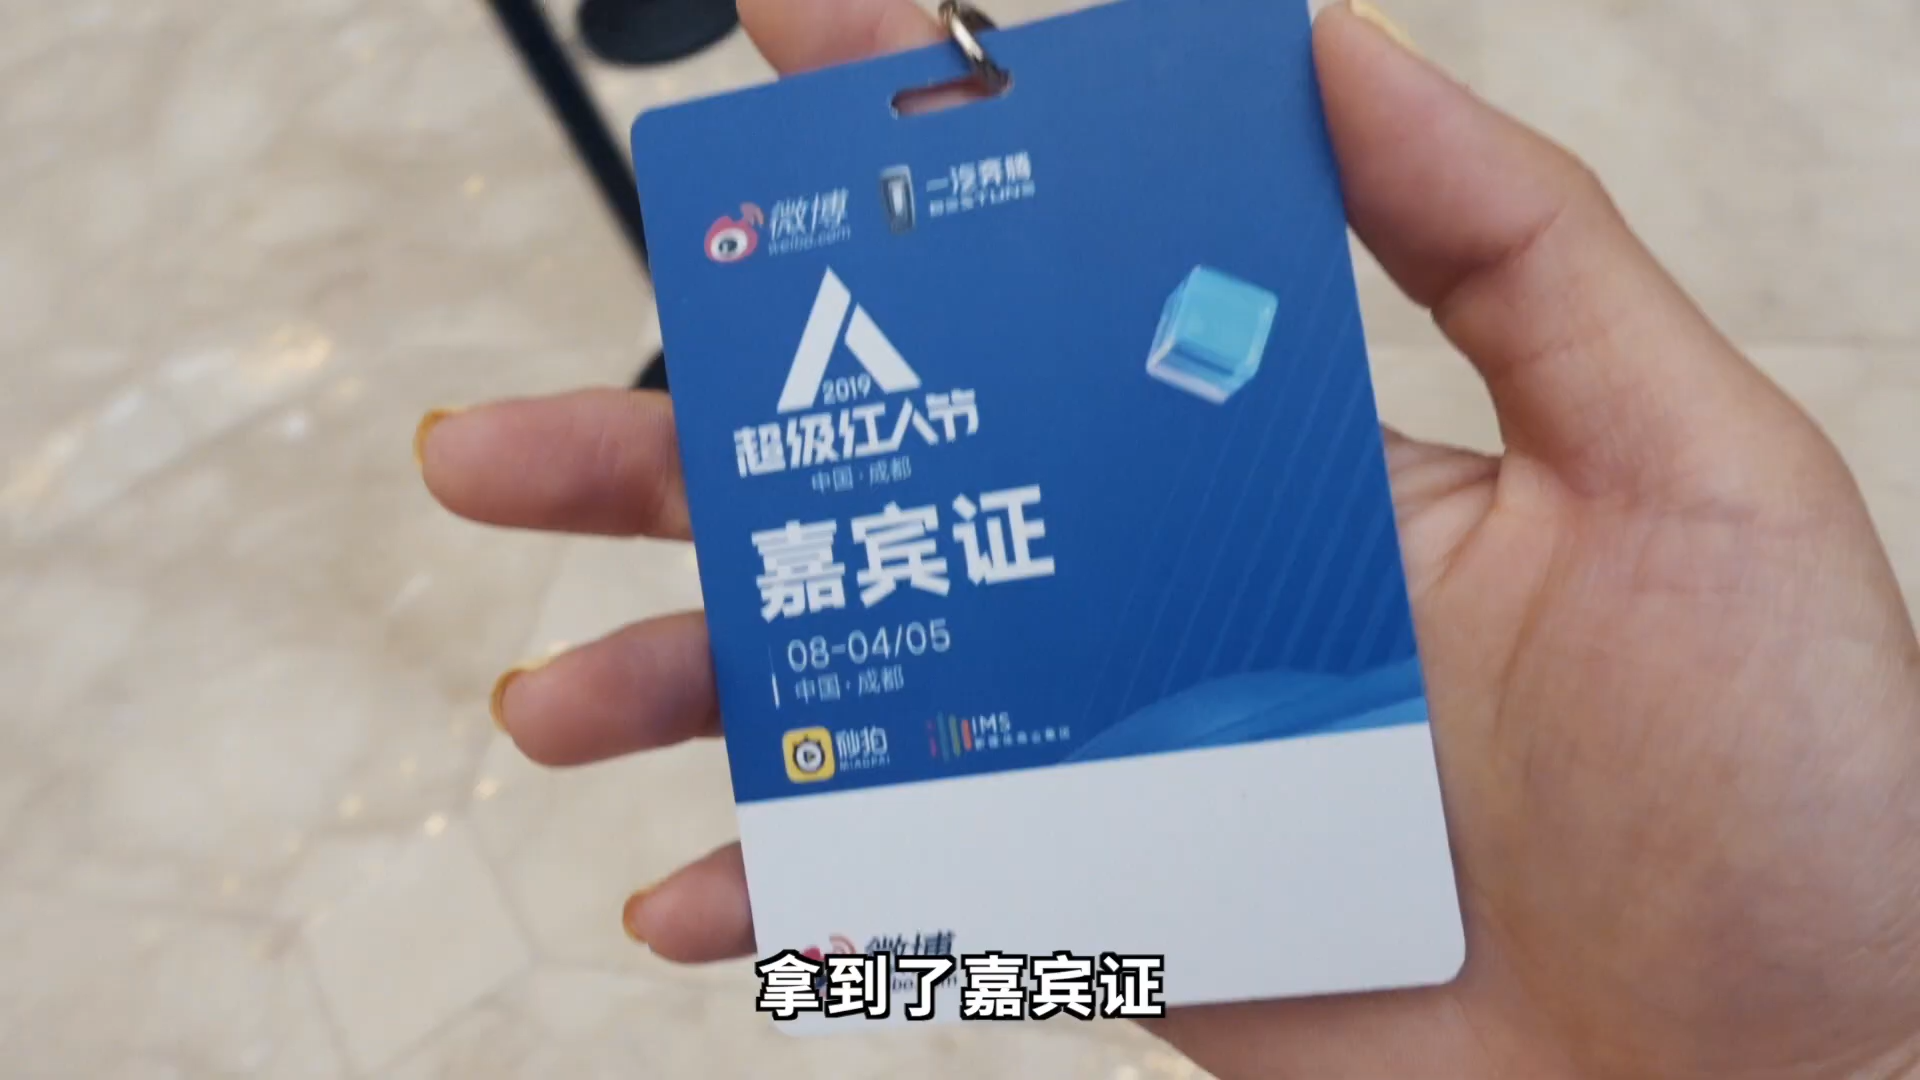 微博
weibo.com
一汽奔腾
BESTUNE
2019
超级红人节
中国·成都
嘉宾证
08-04/05
中国·成都
秒拍
MIAOPAI
IMS
微博
拿到了嘉宾证